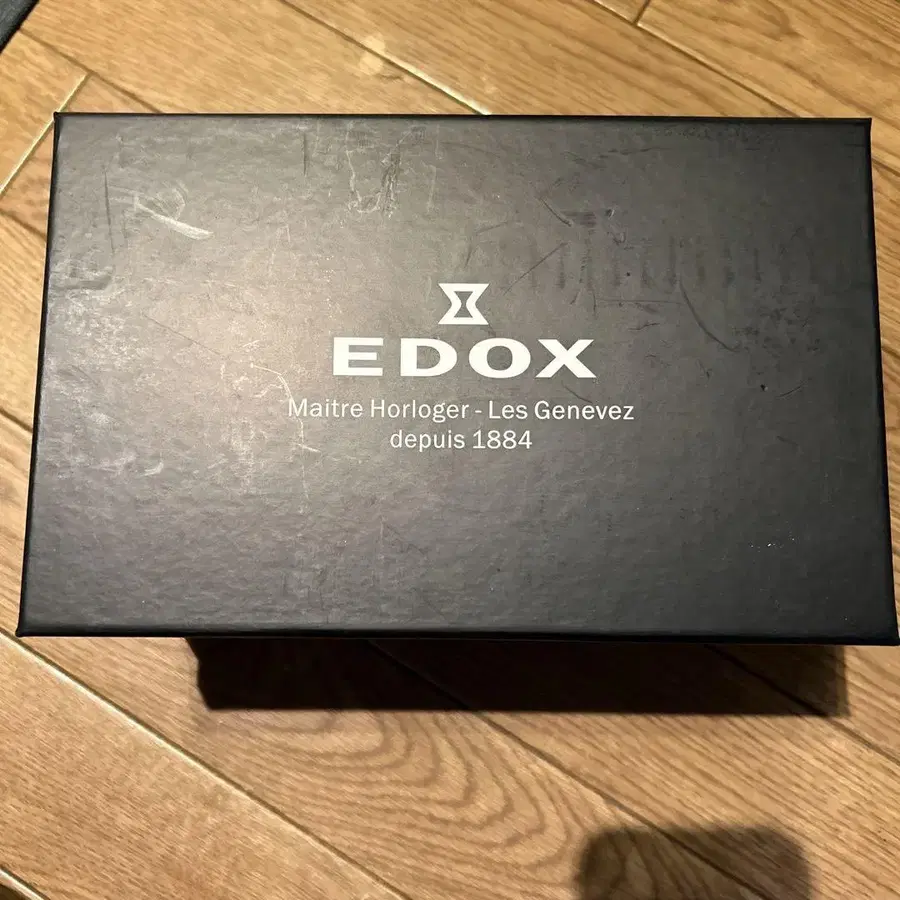 EDOX
Maitre Horloger - Les Genevez
depuis 1884